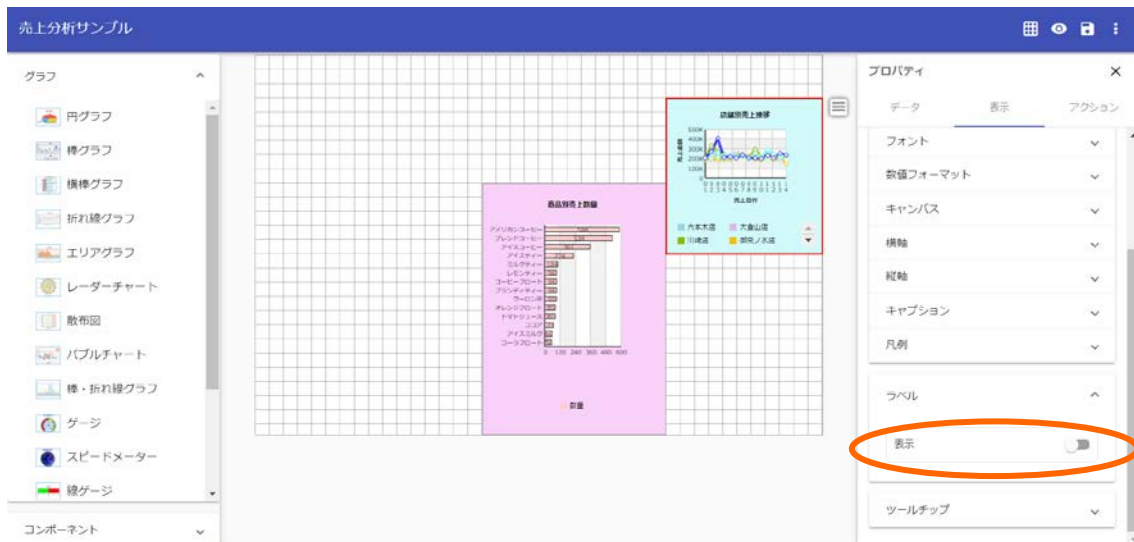 売上分析サンプル
グラフ
円グラフ
棒グラフ
横棒グラフ
折れ線グラフ
エリアグラフ
レーダーチャート
散布図
バブルチャート
棒・折れ線グラフ
ゲージ
スピードメーター
線ゲージ
コンポーネント
店舗別売上推移
500K
400K
300K
200K
100K
0
売上金額
売上日付
六本木店
大倉山店
川崎店
御茶ノ水店
商品別売上数量
アメリカンコーヒー
ブレンドコーヒー
アイスコーヒー
アイスティー
ミルクティー
レモンティー
コーヒーフロート
ブランディティー
ウーロン茶
オレンジフロート
トマトジュース
ココア
アイスミルク
コーラフロート
0 120 240 360 480 600
数量
プロパティ
データ
表示
アクション
フォント
数値フォーマット
キャンバス
横軸
縦軸
キャプション
凡例
ラベル
表示
ツールチップ